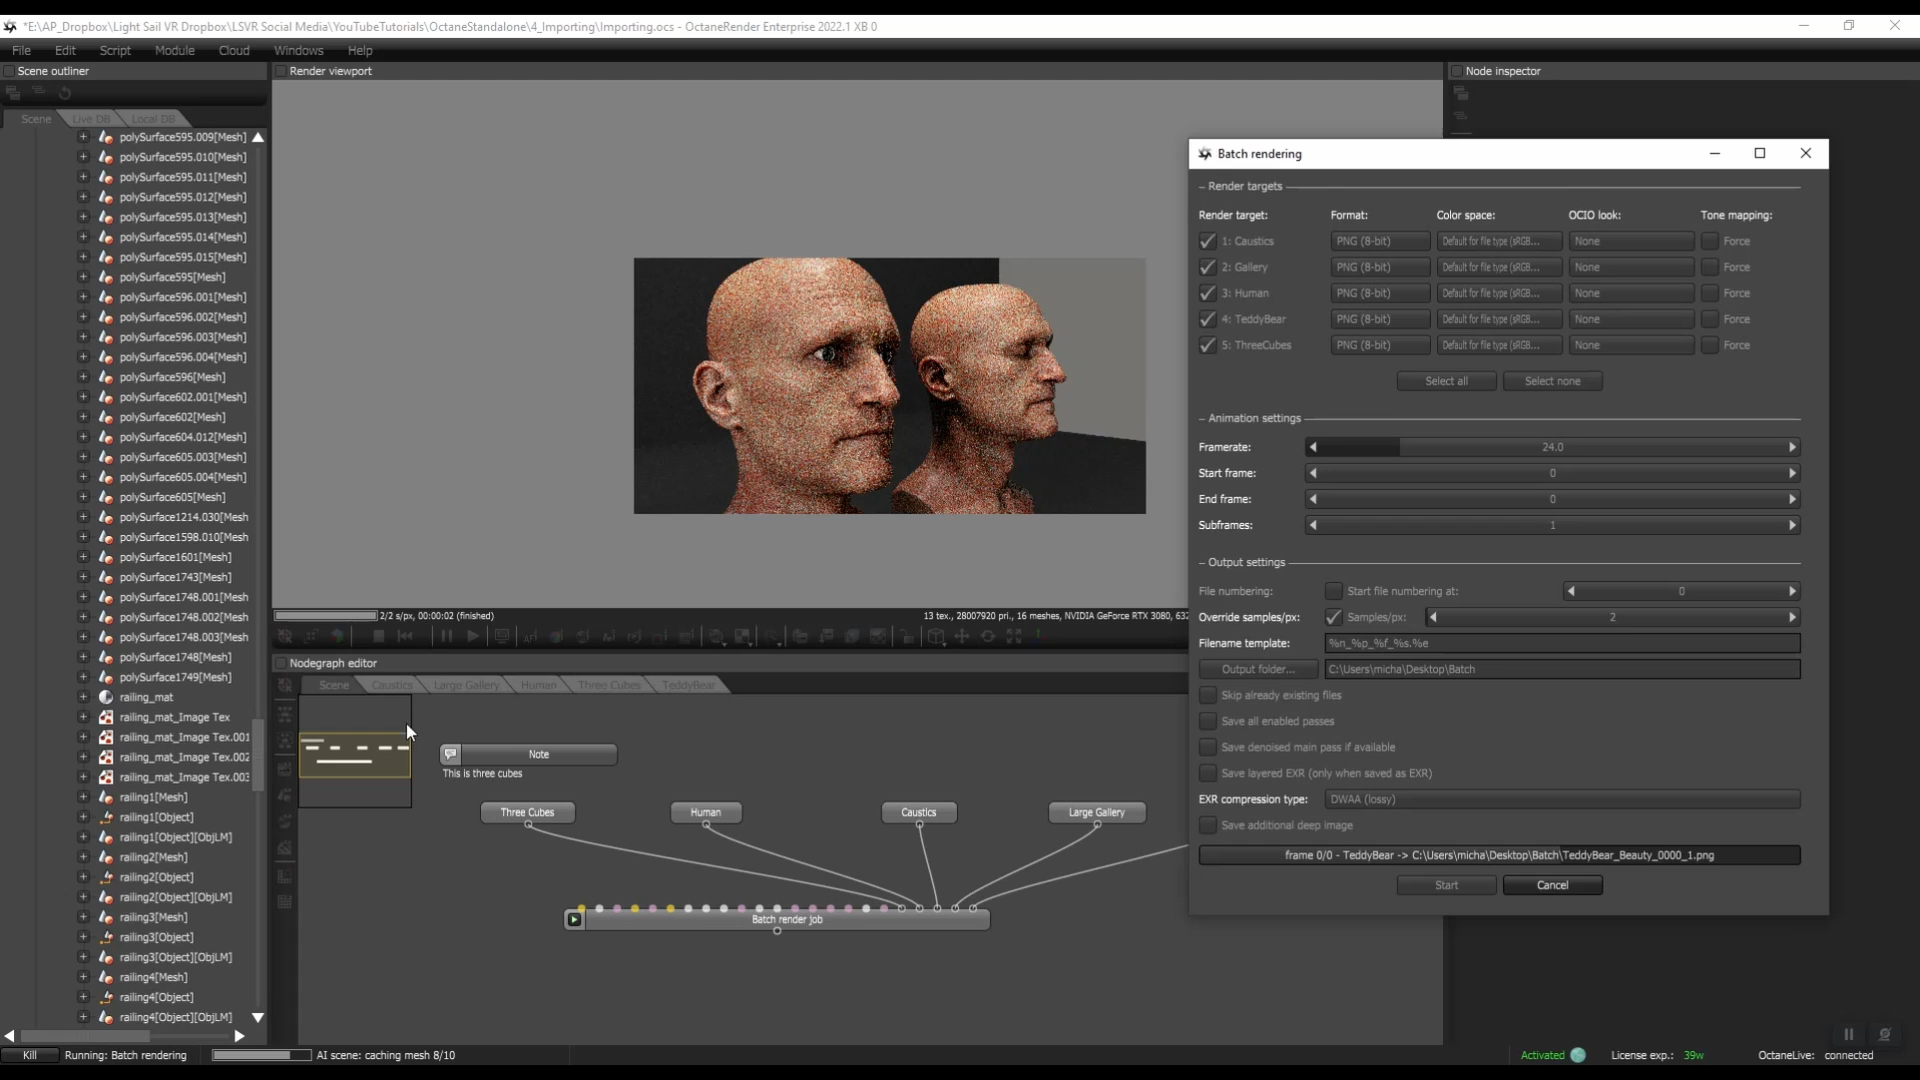 *E:\AP_Dropbox\Light Sail VR Dropbox\LSVR Social Media\YouTubeTutorials\OctaneStandalone\4_Importing\Importing.ocs - OctaneRender Enterprise 2022.1 XB 0
File Edit Script Module Cloud Windows Help
Scene outliner
Render viewport
Node inspector
Scene Live DB Local DB
polySurface595.009[Mesh]
polySurface595.010[Mesh]
polySurface595.011[Mesh]
polySurface595.012[Mesh]
polySurface595.013[Mesh]
polySurface595.014[Mesh]
polySurface595.015[Mesh]
polySurface595[Mesh]
polySurface596.001[Mesh]
polySurface596.002[Mesh]
polySurface596.003[Mesh]
polySurface596.004[Mesh]
polySurface596[Mesh]
polySurface602.001[Mesh]
polySurface602[Mesh]
polySurface604.012[Mesh]
polySurface605.003[Mesh]
polySurface605.004[Mesh]
polySurface605[Mesh]
polySurface1214.030[Mesh
polySurface1598.010[Mesh
polySurface1601[Mesh]
polySurface1743[Mesh]
polySurface1748.001[Mesh
polySurface1748.002[Mesh
polySurface1748.003[Mesh
polySurface1748[Mesh]
polySurface1749[Mesh]
railing_mat
railing_mat_Image Tex
railing_mat_Image Tex.001
railing_mat_Image Tex.002
railing_mat_Image Tex.003
railing1[Mesh]
railing1[Object]
railing1[Object][ObjLM]
railing2[Mesh]
railing2[Object]
railing2[Object][ObjLM]
railing3[Mesh]
railing3[Object]
railing3[Object][ObjLM]
railing4[Mesh]
railing4[Object]
railing4[Object][ObjLM]
2/2 s/px, 00:00:02 (finished)
13 tex., 28007920 pri., 16 meshes, NVIDIA GeForce RTX 3080, 632
Nodegraph editor
Scene Caustics Large Gallery Human Three Cubes TeddyBear
Note
This is three cubes
Three Cubes Human Caustics Large Gallery
Batch render job
Batch rendering
Render targets
Render target: Format: Color space: OCIO look: Tone mapping:
1: Caustics PNG (8-bit) Default for file type (sRGB... None Force
2: Gallery PNG (8-bit) Default for file type (sRGB... None Force
3: Human PNG (8-bit) Default for file type (sRGB... None Force
4: TeddyBear PNG (8-bit) Default for file type (sRGB... None Force
5: ThreeCubes PNG (8-bit) Default for file type (sRGB... None Force
Select all Select none
Animation settings
Framerate: 24.0
Start frame: 0
End frame: 0
Subframes: 1
Output settings
File numbering: Start file numbering at: 0
Override samples/px: Samples/px: 2
Filename template: %n_%p_%f_%s.%e
Output folder... C:\Users\micha\Desktop\Batch
Skip already existing files
Save all enabled passes
Save denoised main pass if available
Save layered EXR (only when saved as EXR)
EXR compression type: DWAA (lossy)
Save additional deep image
frame 0/0 - TeddyBear -> C:\Users\micha\Desktop\Batch\TeddyBear_Beauty_0000_1.png
Start Cancel
Kill Running: Batch rendering AI scene: caching mesh 8/10
Activated License exp.: 39w OctaneLive: connected